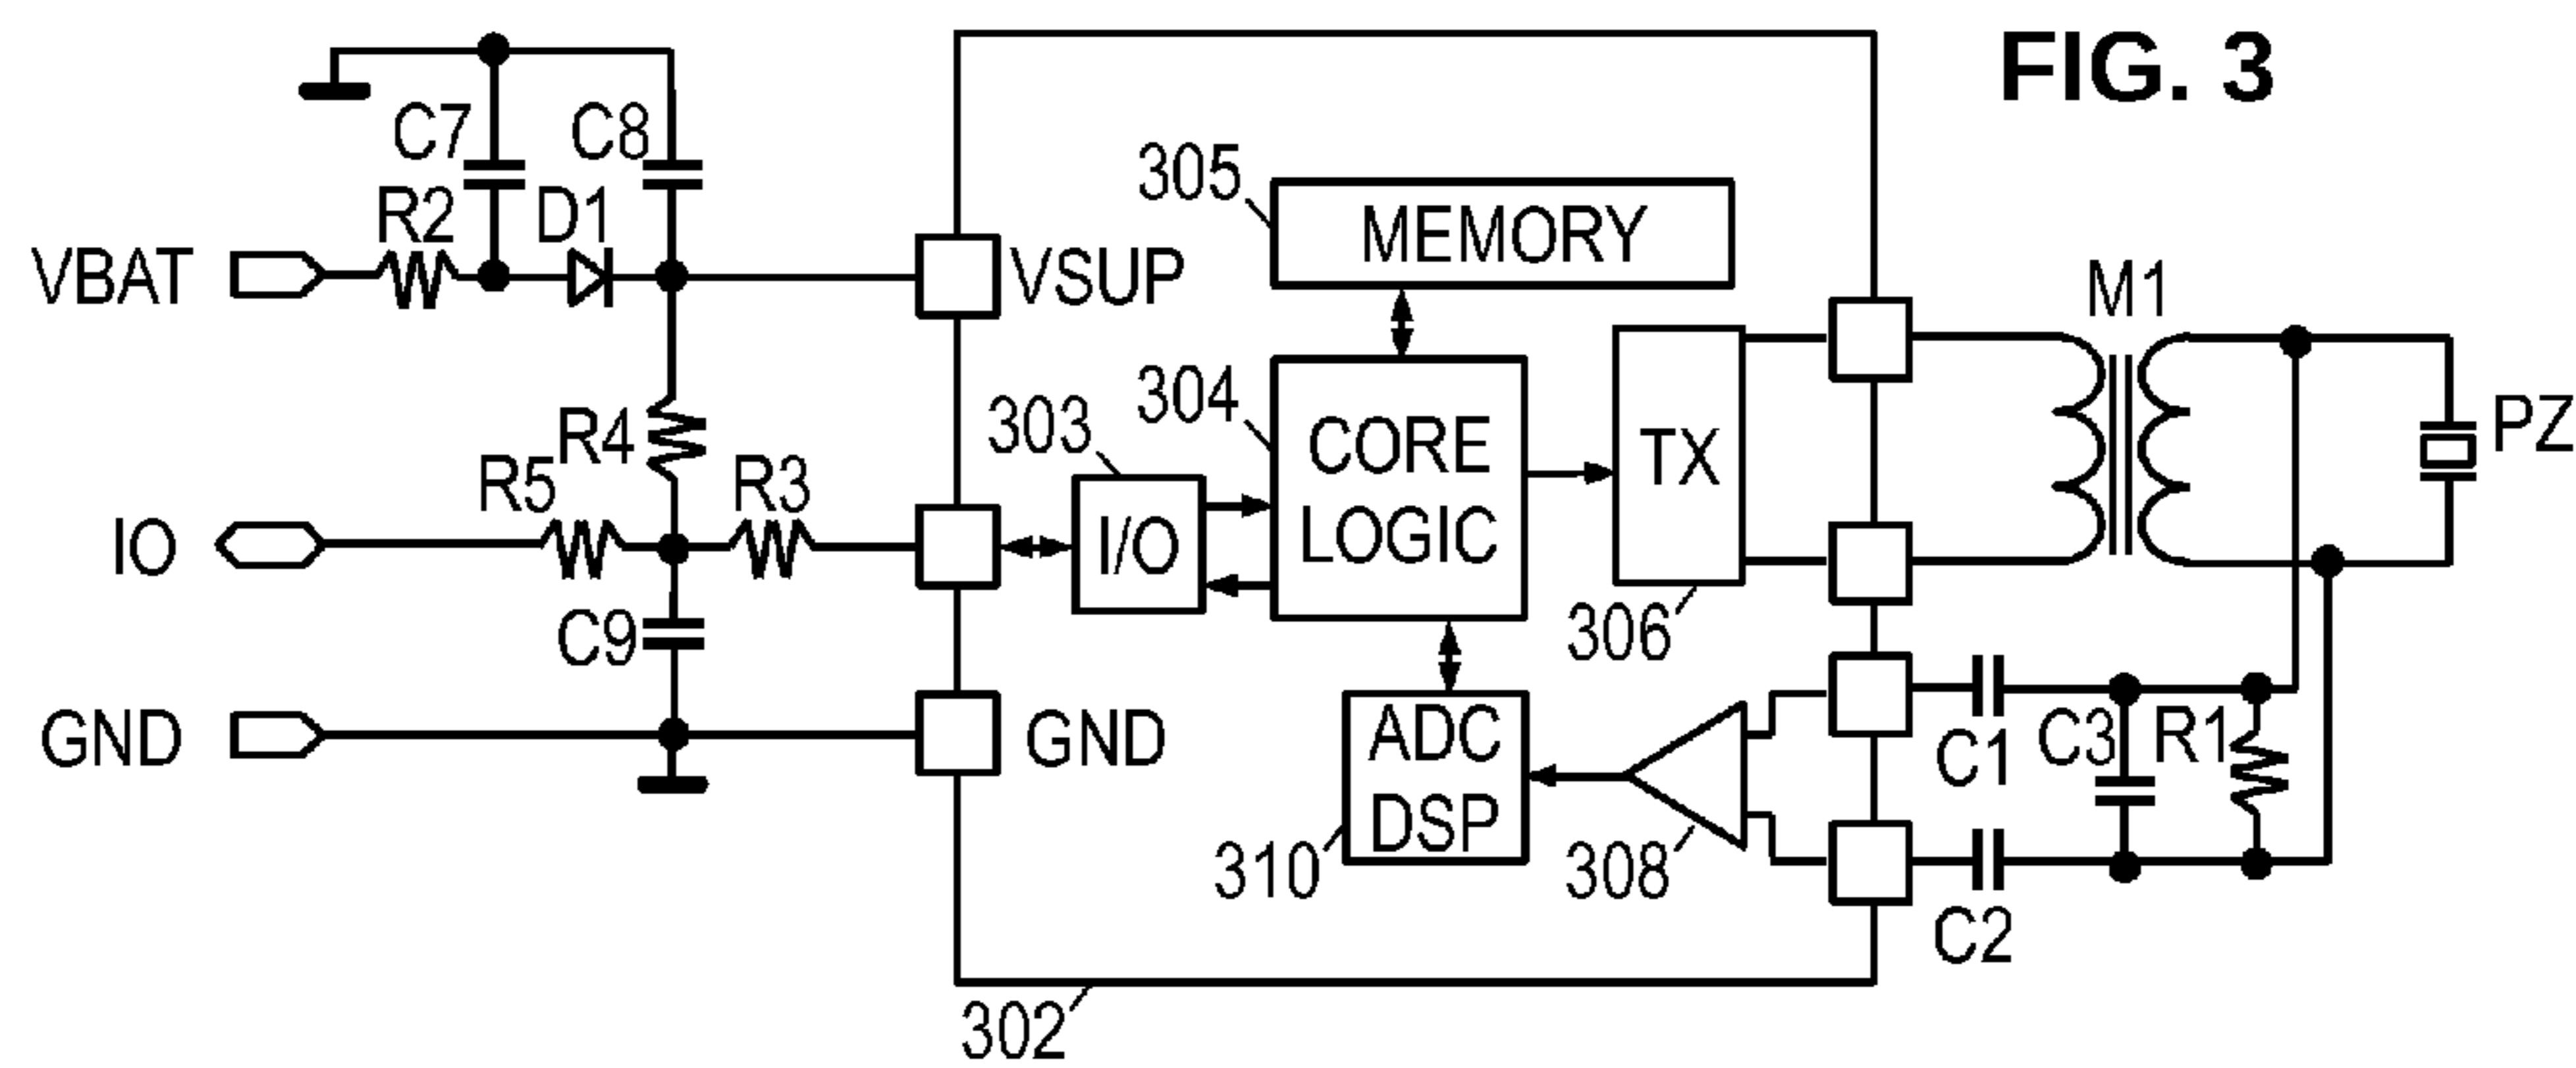 FIG. 3
C7
C8
R2
D1
VBAT
VSUP
305
MEMORY
M1
304
303
CORE
LOGIC
TX
PZ
R4
R5
R3
IO
I/O
C9
306
GND
GND
ADC
DSP
310
308
C1
C3
R1
C2
302